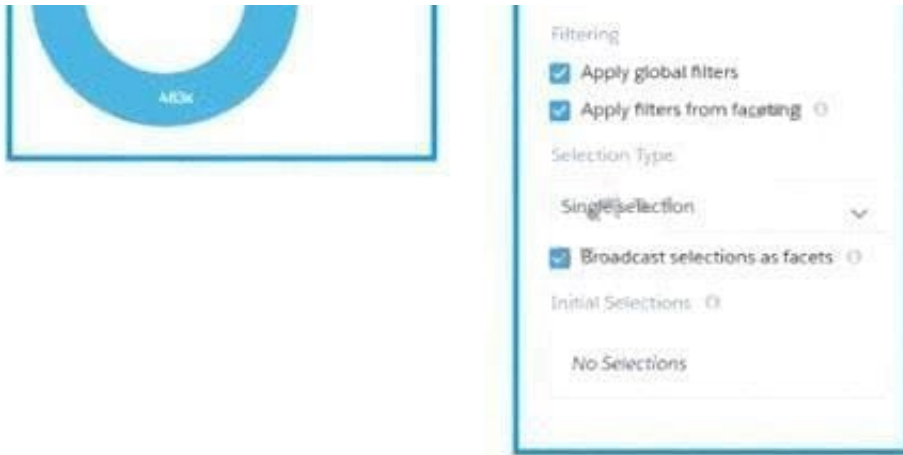 Filtering
Apply global filters
Apply filters from faceting
Selection Type
Single selection
Broadcast selections as facets
Initial Selections
No Selections